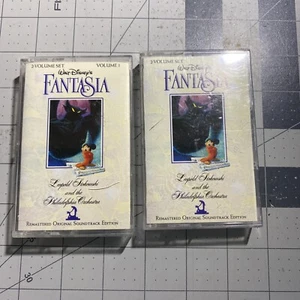 2 VOLUME SET VOLUME 1
WALT DISNEY'S
FANTASIA
Leopold Stokowski
and the
Philadelphia Orchestra
REMASTERED ORIGINAL SOUNDTRACK EDITION
2 VOLUME SET
WALT DISNEY'S
FANTASIA
Leopold Stokowski
and the
Philadelphia Orchestra
REMASTERED ORIGINAL SOUNDTRACK EDITION